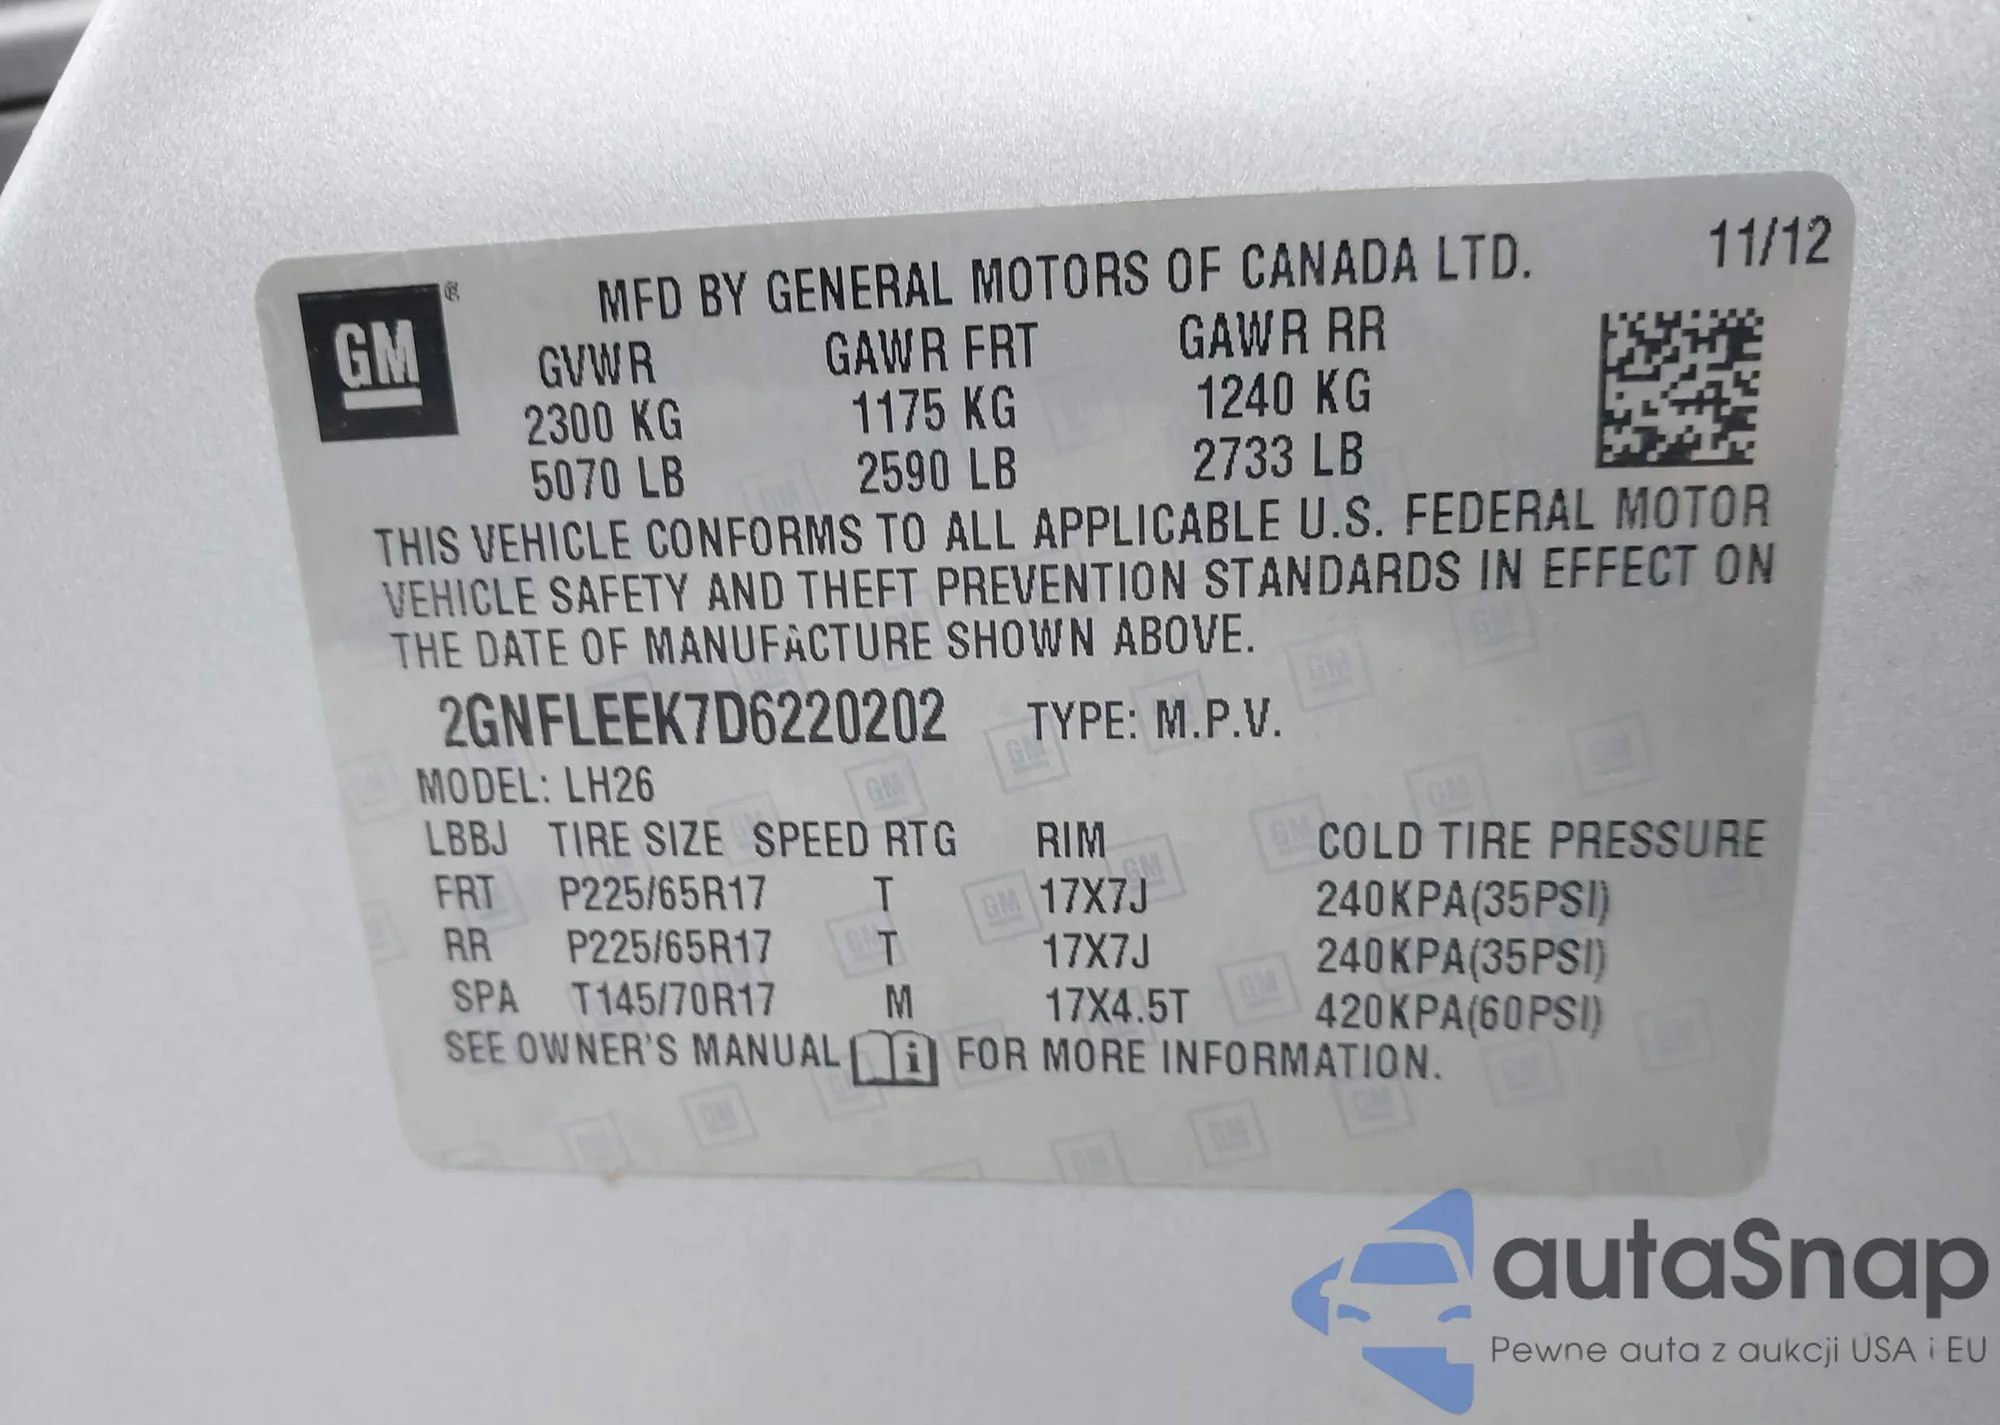 MFD BY GENERAL MOTORS OF CANADA LTD. 11/12
GM ®
GVWR GAWR FRT GAWR RR
2300 KG 1175 KG 1240 KG
5070 LB 2590 LB 2733 LB
THIS VEHICLE CONFORMS TO ALL APPLICABLE U.S. FEDERAL MOTOR
VEHICLE SAFETY AND THEFT PREVENTION STANDARDS IN EFFECT ON
THE DATE OF MANUFACTURE SHOWN ABOVE.
2GNFLEEK7D6220202 TYPE: M.P.V.
MODEL: LH26
LBBJ TIRE SIZE SPEED RTG RIM COLD TIRE PRESSURE
FRT P225/65R17 T 17X7J 240KPA(35PSI)
RR P225/65R17 T 17X7J 240KPA(35PSI)
SPA T145/70R17 M 17X4.5T 420KPA(60PSI)
SEE OWNER'S MANUAL i FOR MORE INFORMATION.
autaSnap
Pewne auta z aukcji USA i EU